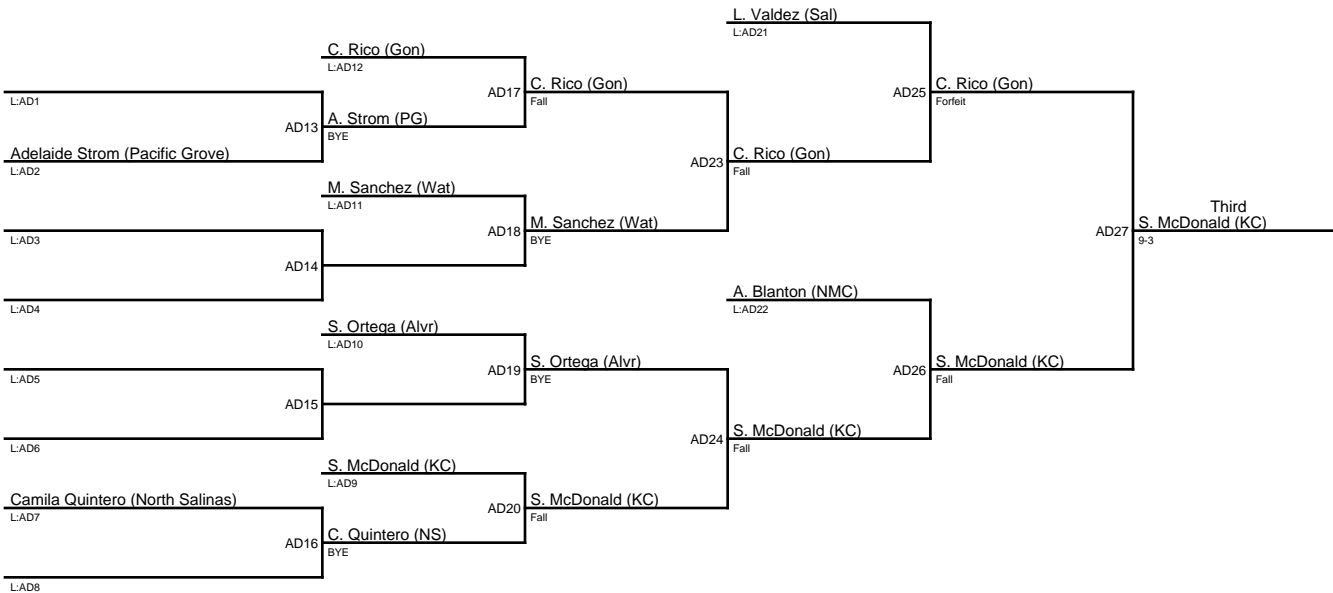 L. Valdez (Sal)
L:AD21
C. Rico (Gon)
L:AD12
L:AD1
AD17
C. Rico (Gon)
Fall
AD25
C. Rico (Gon)
Forfeit
AD13
A. Strom (PG)
BYE
Adelaide Strom (Pacific Grove)
L:AD2
AD23
C. Rico (Gon)
Fall
M. Sanchez (Wat)
L:AD11
L:AD3
AD18
M. Sanchez (Wat)
BYE
AD27
Third
S. McDonald (KC)
9-3
AD14
L:AD4
A. Blanton (NMC)
L:AD22
S. Ortega (Alvr)
L:AD10
L:AD5
AD19
S. Ortega (Alvr)
BYE
AD26
S. McDonald (KC)
Fall
AD15
L:AD6
AD24
S. McDonald (KC)
Fall
S. McDonald (KC)
L:AD9
Camila Quintero (North Salinas)
L:AD7
AD20
S. McDonald (KC)
Fall
AD16
C. Quintero (NS)
BYE
L:AD8